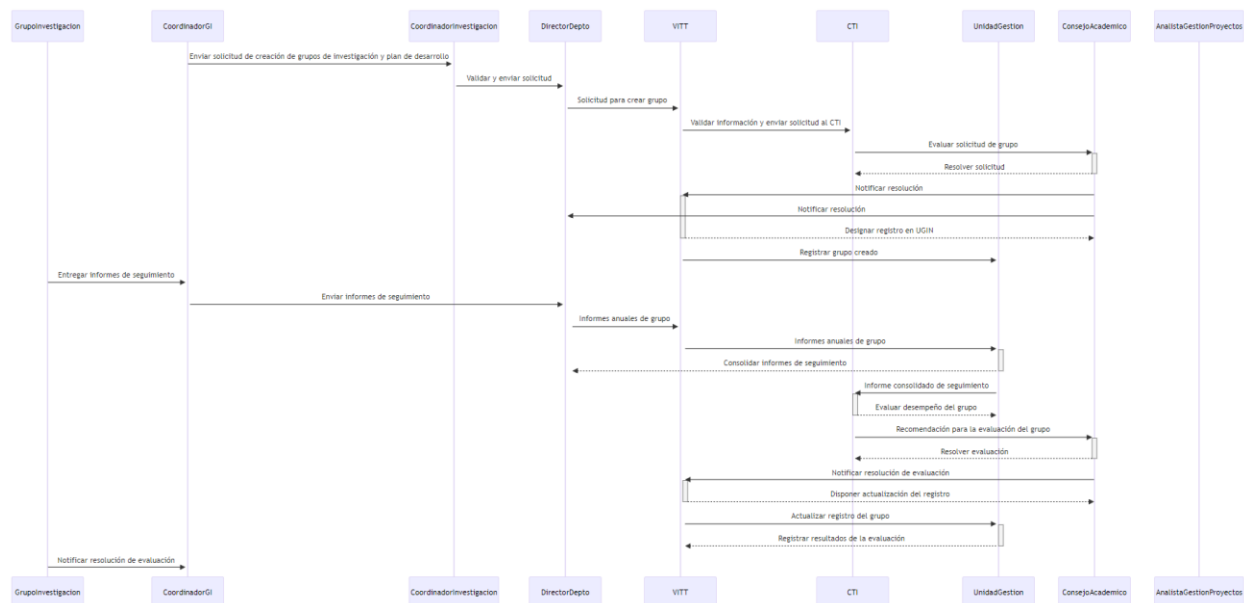 GrupoInvestigacion CoordinadorGI CoordinadorInvestigacion DirectorDepto VITT CTI UnidadGestion ConsejoAcademico AnalistaGestionProyectos
Enviar solicitud de creación de grupos de investigación y plan de desarrollo
Validar y enviar solicitud
Solicitud para crear grupo
Validar información y enviar solicitud al CTI
Evaluar solicitud de grupo
Resolver solicitud
Notificar resolución
Notificar resolución
Designar registro en UGIN
Registrar grupo creado
Entregar informes de seguimiento
Enviar informes de seguimiento
Informes anuales de grupo
Informes anuales de grupo
Consolidar informes de seguimiento
Informe consolidado de seguimiento
Evaluar desempeño del grupo
Recomendación para la evaluación del grupo
Resolver evaluación
Notificar resolución de evaluación
Disponer actualización del registro
Actualizar registro del grupo
Registrar resultados de la evaluación
Notificar resolución de evaluación
GrupoInvestigacion CoordinadorGI CoordinadorInvestigacion DirectorDepto VITT CTI UnidadGestion ConsejoAcademico AnalistaGestionProyectos